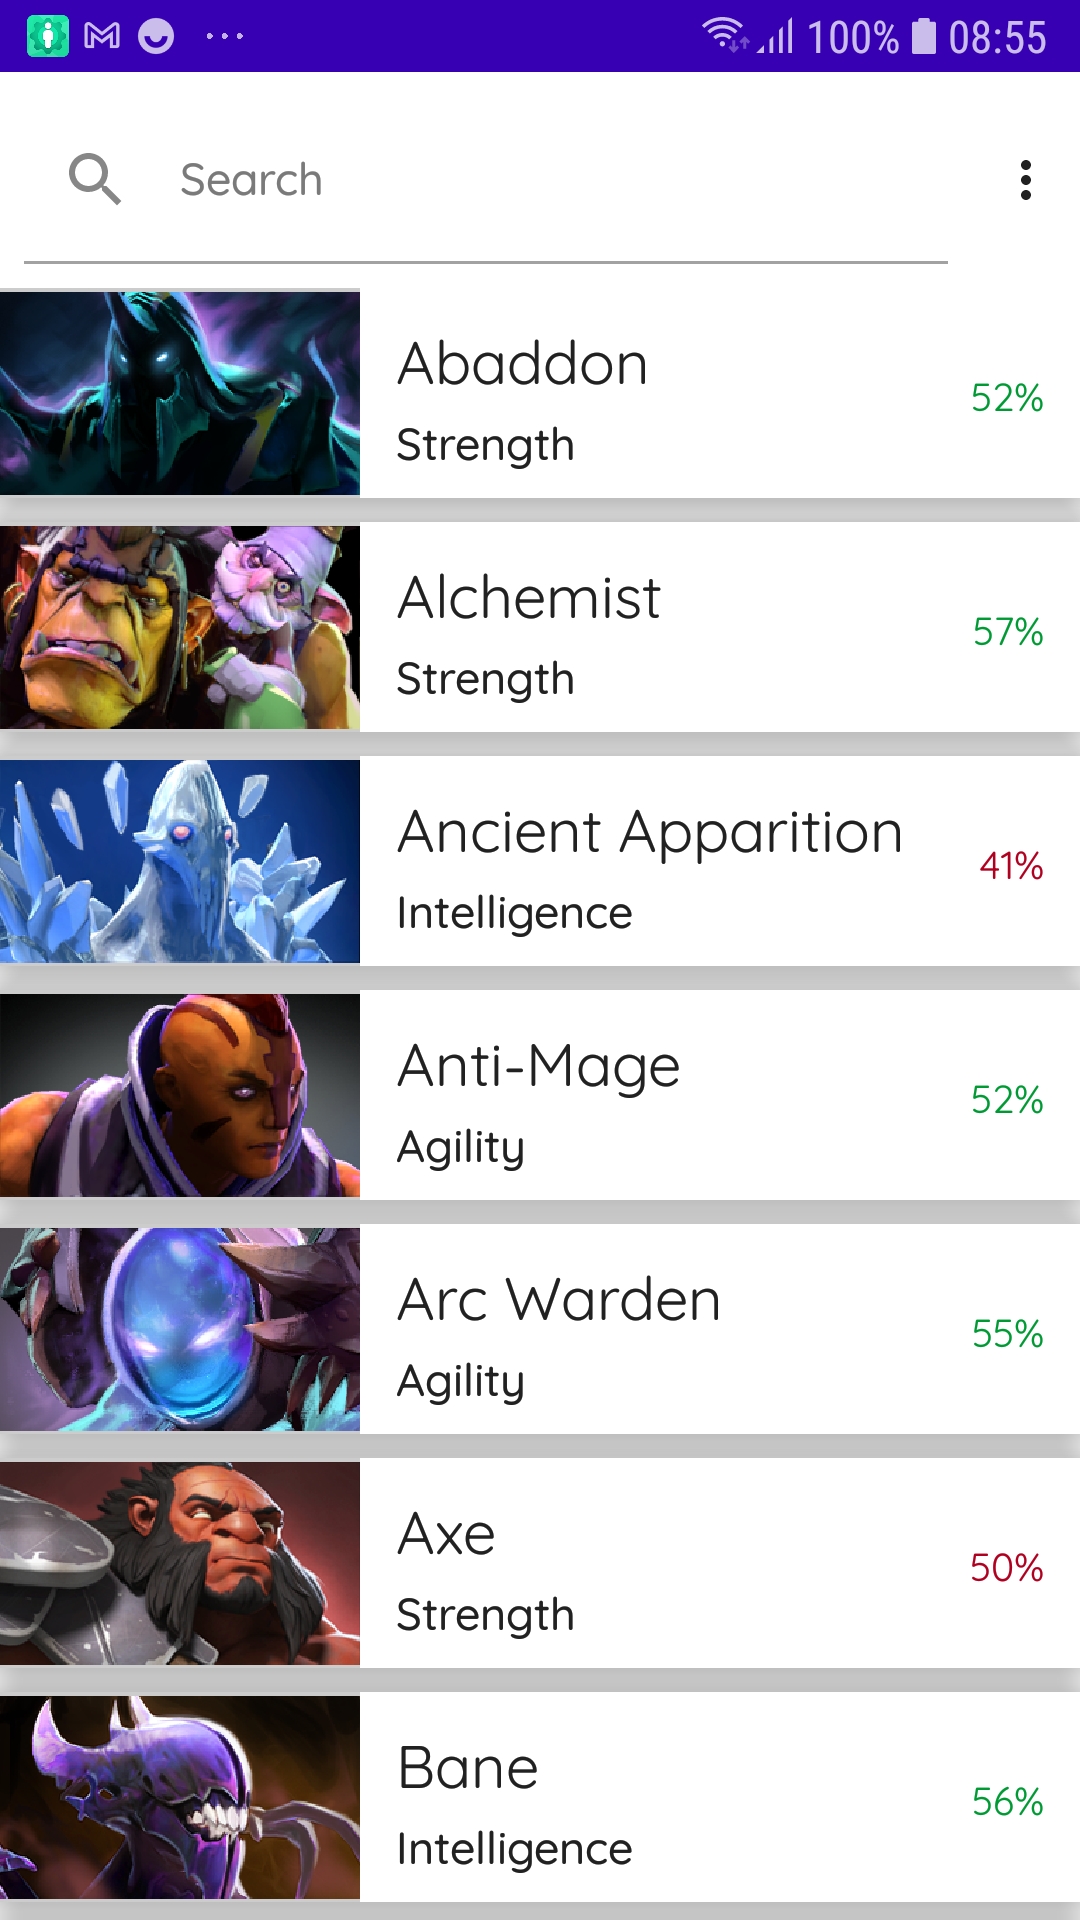 100% 08:55
Search
Abaddon
52%
Strength
Alchemist
57%
Strength
Ancient Apparition
41%
Intelligence
Anti-Mage
52%
Agility
Arc Warden
55%
Agility
Axe
50%
Strength
Bane
56%
Intelligence